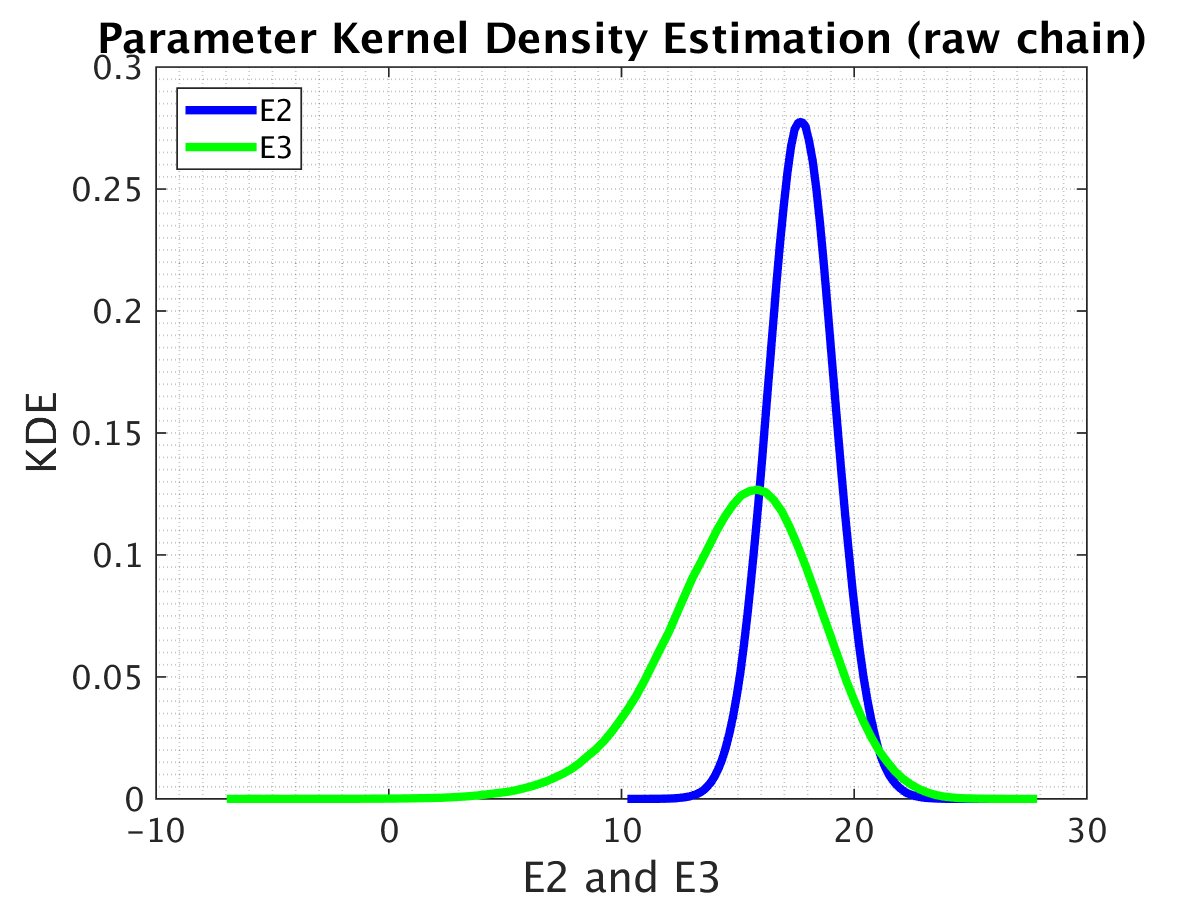 Parameter Kernel Density Estimation (raw chain)
0.3
E2
E3
0.25
0.2
KDE
0.15
0.1
0.05
0
−10 0 10 20 30
E2 and E3